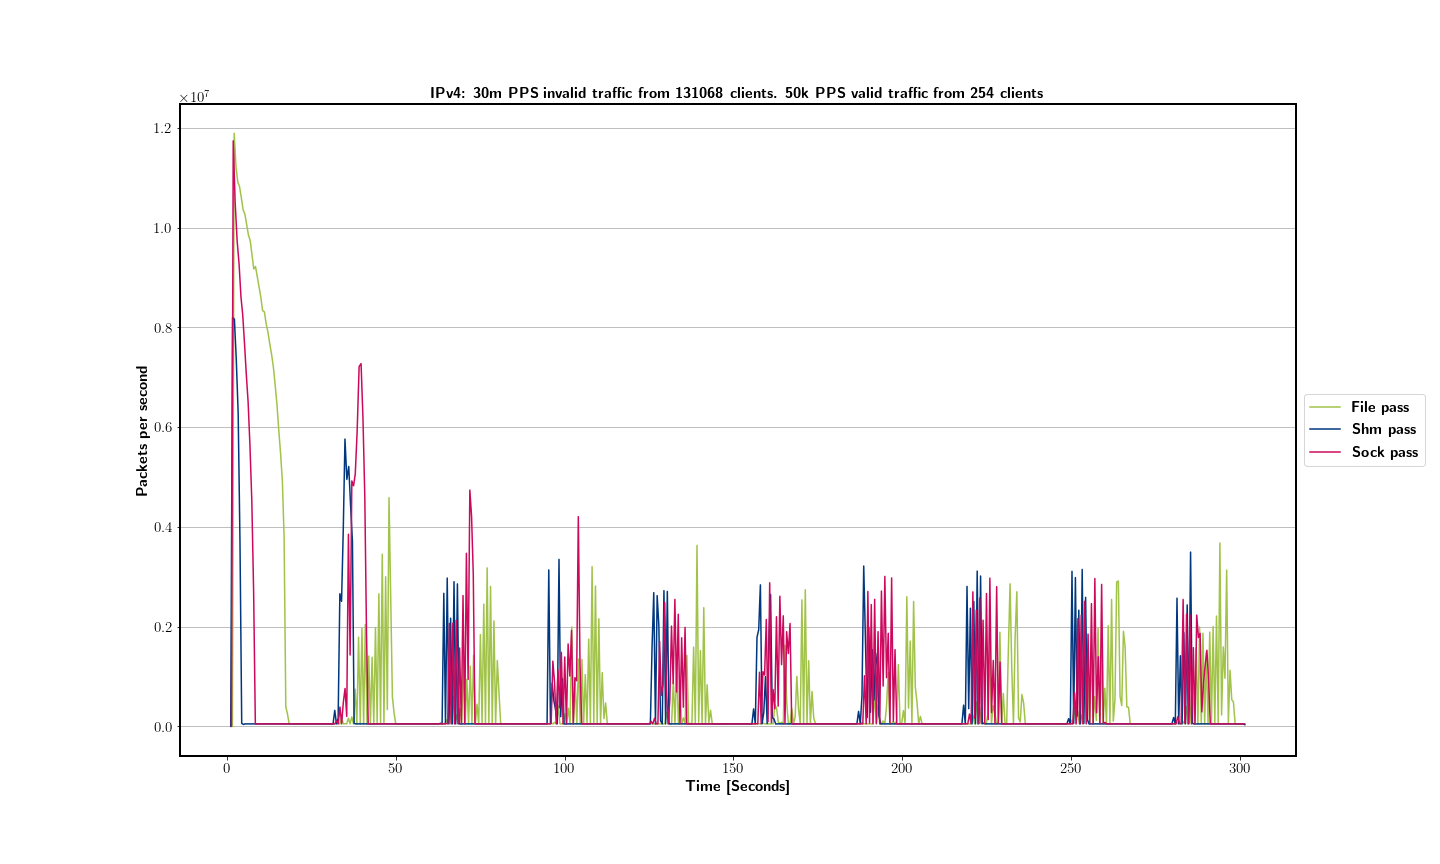 IPv4: 30m PPS invalid traffic from 131068 clients. 50k PPS valid traffic from 254 clients
×10⁷
1.2
1.0
0.8
0.6
0.4
0.2
0.0
Packets per second
0 50 100 150 200 250 300
Time [Seconds]
File pass
Shm pass
Sock pass